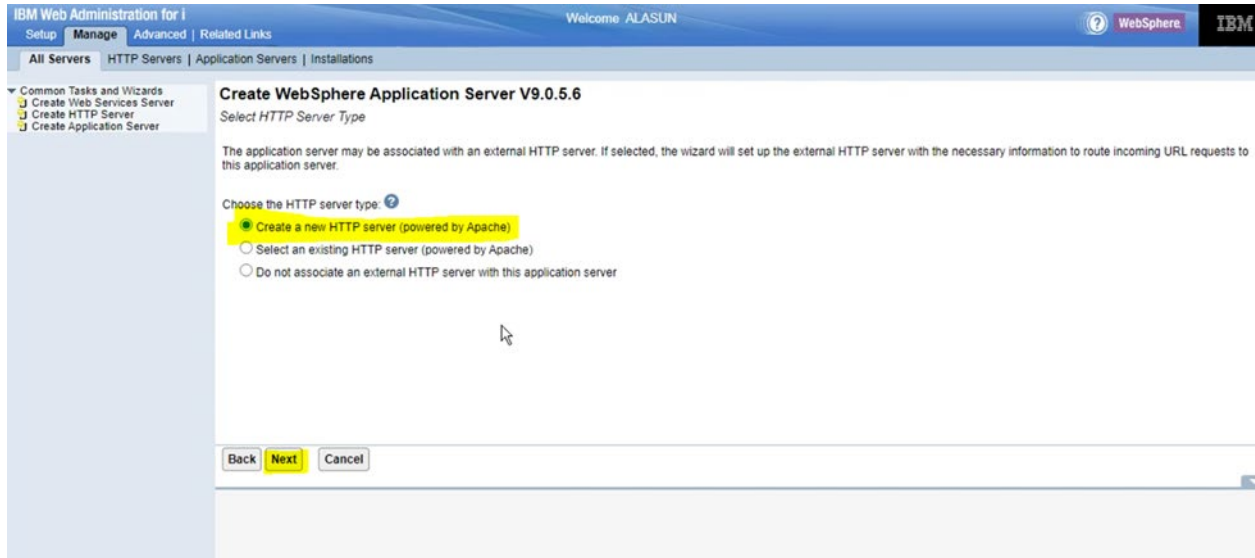 IBM Web Administration for i
Welcome ALASUN
? WebSphere. IBM
Setup Manage Advanced | Related Links
All Servers HTTP Servers | Application Servers | Installations
Common Tasks and Wizards
Create Web Services Server
Create HTTP Server
Create Application Server
Create WebSphere Application Server V9.0.5.6
Select HTTP Server Type
The application server may be associated with an external HTTP server. If selected, the wizard will set up the external HTTP server with the necessary information to route incoming URL requests to
this application server.
Choose the HTTP server type: ?
Create a new HTTP server (powered by Apache)
Select an existing HTTP server (powered by Apache)
Do not associate an external HTTP server with this application server
Back Next Cancel